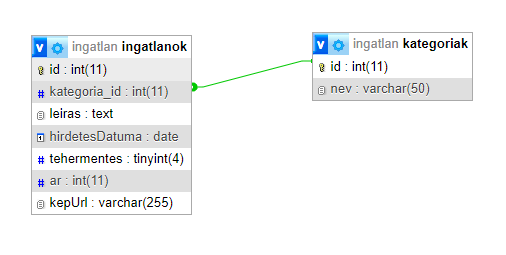 ingatlan ingatlanok
id : int(11)
kategoria_id : int(11)
leiras : text
hirdetesDatuma : date
tehermentes : tinyint(4)
ar : int(11)
kepUrl : varchar(255)
ingatlan kategoriak
id : int(11)
nev : varchar(50)